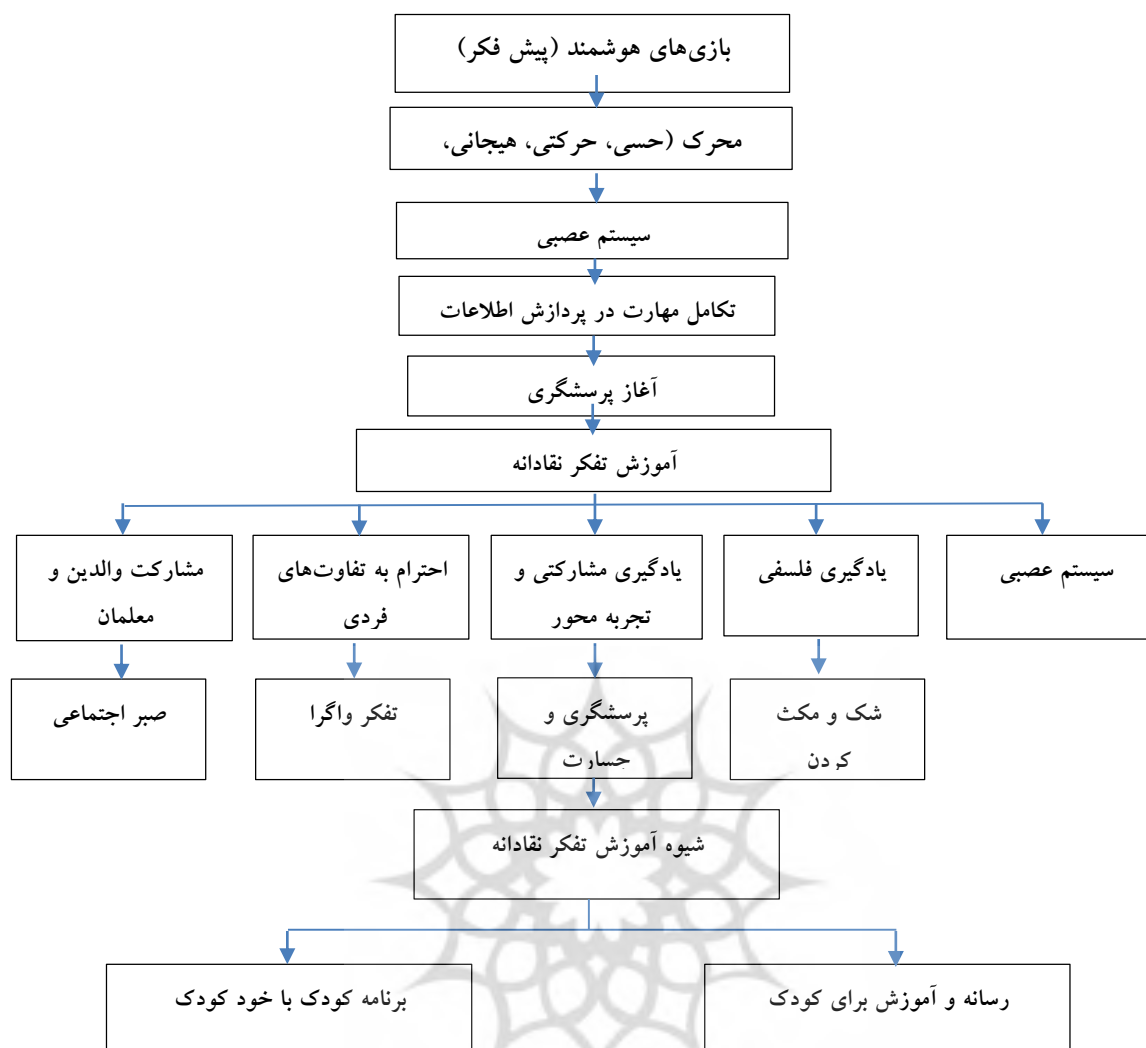 بازی‌های هوشمند (پیش فکر)
محرک (حسی، حرکتی، هیجانی،
سیستم عصبی
تکامل مهارت در پردازش اطلاعات
آغاز پرسشگری
آموزش تفکر نقادانه
سیستم عصبی
یادگیری فلسفی
یادگیری مشارکتی و
تجربه محور
احترام به تفاوت‌های
فردی
مشارکت والدین و
معلمان
شک و مکث
کردن
پرسشگری و
جسارت
تفکر واگرا
صبر اجتماعی
شیوه آموزش تفکر نقادانه
رسانه و آموزش برای کودک
برنامه کودک با خود کودک